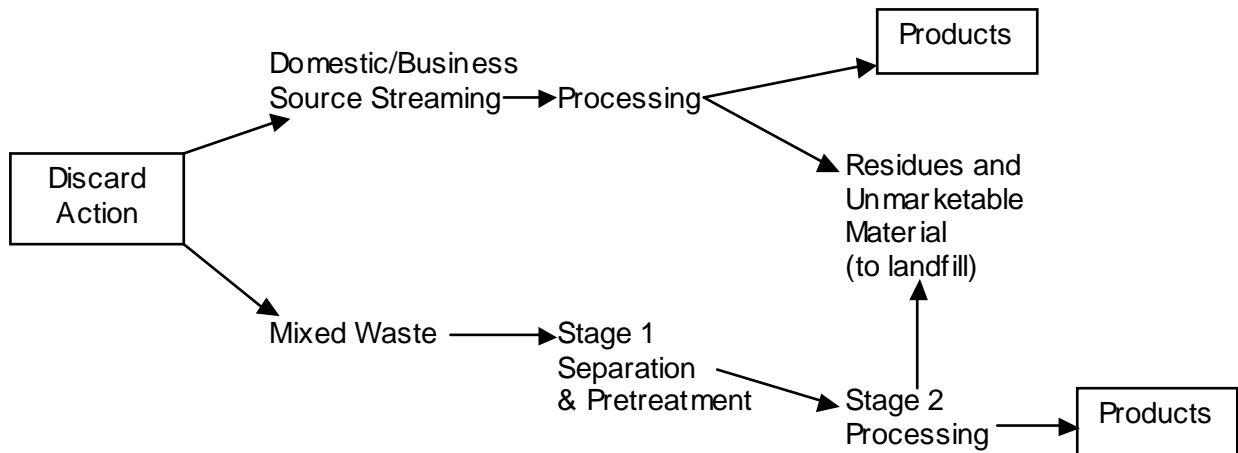 Products
Domestic/Business
Source Streaming
Processing
Discard
Action
Residues and
Unmarketable
Material
(to landfill)
Mixed Waste
Stage 1
Separation
& Pretreatment
Stage 2
Processing
Products